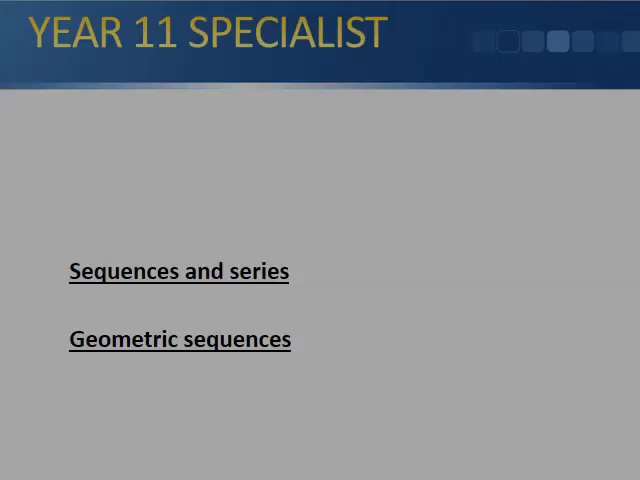 YEAR 11 SPECIALIST
Sequences and series
Geometric sequences